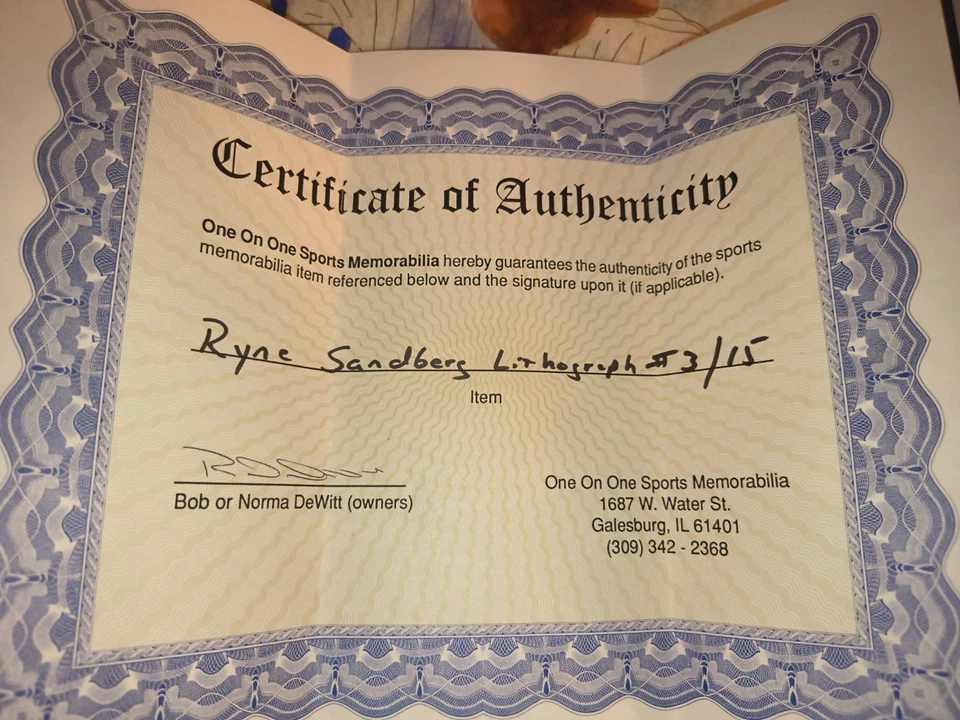 Certificate of Authenticity
One On One Sports Memorabilia hereby guarantees the authenticity of the sports
memorabilia item referenced below and the signature upon it (if applicable).
Ryne Sandberg Lithograph #3/15
Item
Bob or Norma DeWitt (owners)
One On One Sports Memorabilia
1687 W. Water St.
Galesburg, IL 61401
(309) 342 - 2368